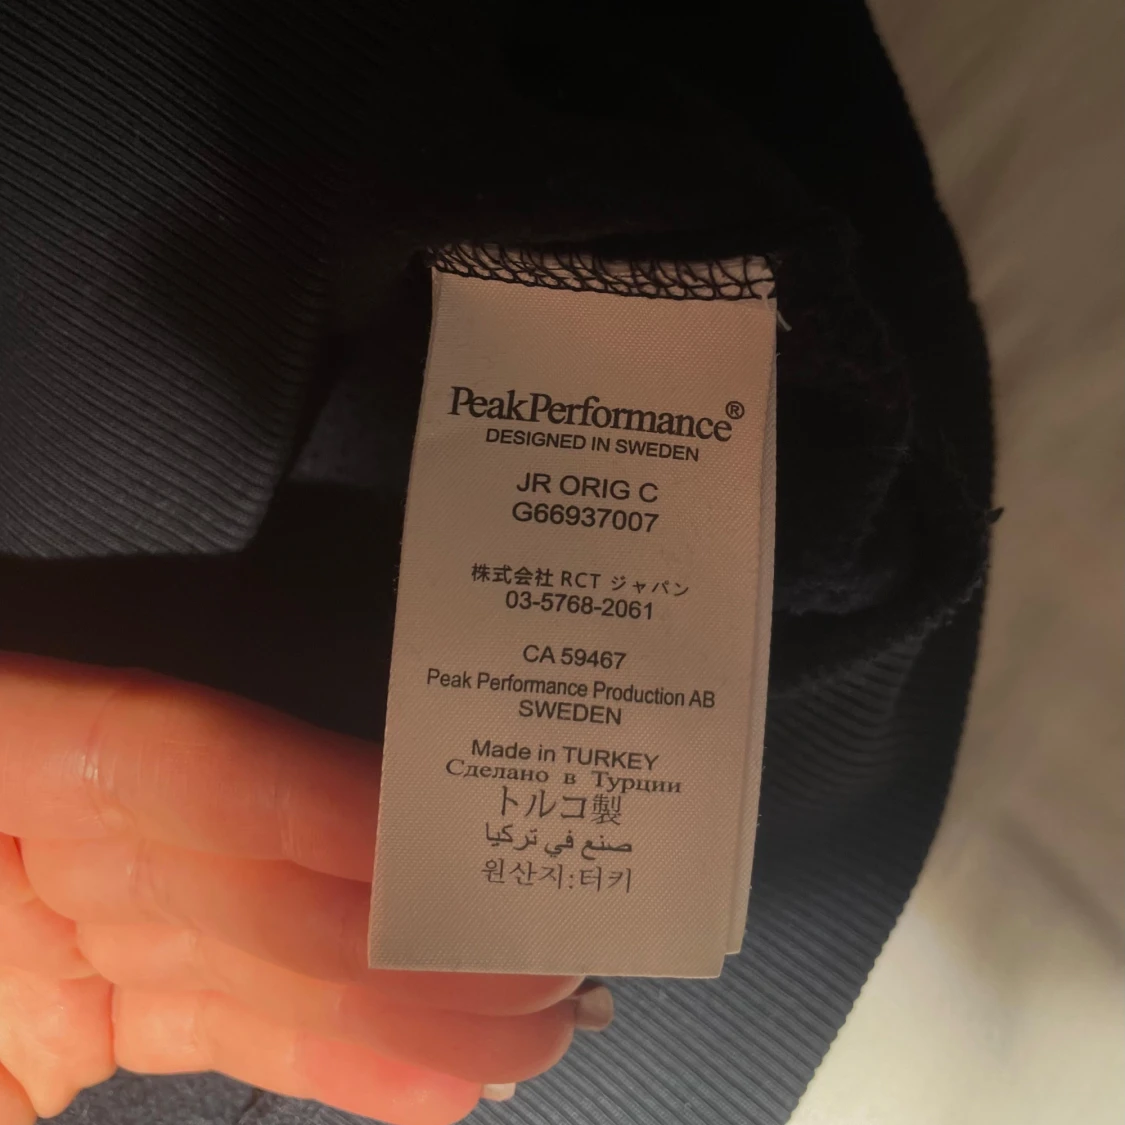 PeakPerformance®
DESIGNED IN SWEDEN
JR ORIG C
G66937007
株式会社 RCT ジャパン
03-5768-2061
CA 59467
Peak Performance Production AB
SWEDEN
Made in TURKEY
Сделано в Турции
トルコ製
صنع في تركيا
원산지:터키